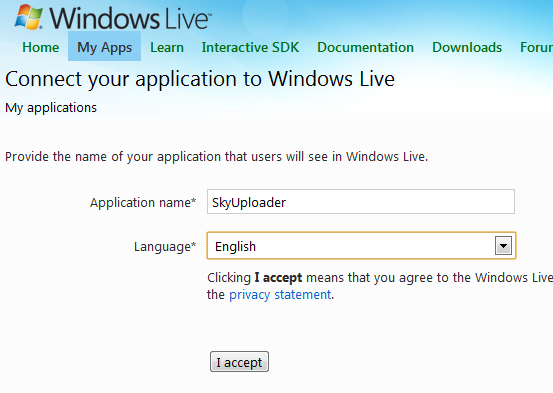 Windows Live™
Home My Apps Learn Interactive SDK Documentation Downloads Forum
Connect your application to Windows Live
My applications
Provide the name of your application that users will see in Windows Live.
Application name* SkyUploader
Language* English
Clicking I accept means that you agree to the Windows Live
the privacy statement.
I accept